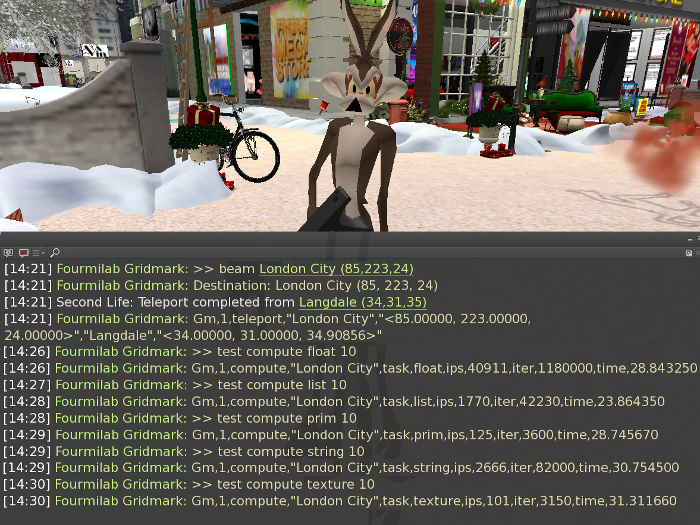 MEGA
STORE
[14:21] Fourmilab Gridmark: >> beam London City (85,223,24)
[14:21] Fourmilab Gridmark: Destination: London City (85, 223, 24)
[14:21] Second Life: Teleport completed from Langdale (34,31,35)
[14:21] Fourmilab Gridmark: Gm,1,teleport,"London City","<85.00000, 223.00000,
24.00000>","Langdale","<34.00000, 31.00000, 34.90856>"
[14:26] Fourmilab Gridmark: >> test compute float 10
[14:26] Fourmilab Gridmark: Gm,1,compute,"London City",task,float,ips,40911,iter,1180000,time,28.843250
[14:27] Fourmilab Gridmark: >> test compute list 10
[14:28] Fourmilab Gridmark: Gm,1,compute,"London City",task,list,ips,1770,iter,42230,time,23.864350
[14:28] Fourmilab Gridmark: >> test compute prim 10
[14:29] Fourmilab Gridmark: Gm,1,compute,"London City",task,prim,ips,125,iter,3600,time,28.745670
[14:29] Fourmilab Gridmark: >> test compute string 10
[14:29] Fourmilab Gridmark: Gm,1,compute,"London City",task,string,ips,2666,iter,82000,time,30.754500
[14:30] Fourmilab Gridmark: >> test compute texture 10
[14:30] Fourmilab Gridmark: Gm,1,compute,"London City",task,texture,ips,101,iter,3150,time,31.311660